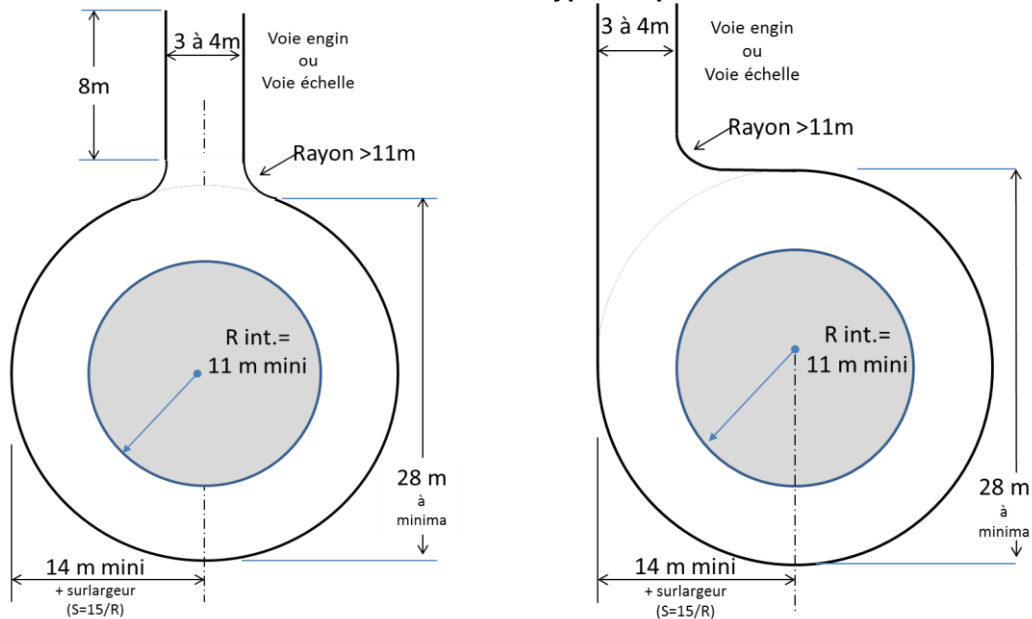 3 à 4m
Voie engin
ou
Voie échelle
8m
Rayon >11m
R int.=
11 m mini
28 m
à
minima
14 m mini
+ surlargeur
(S=15/R)
3 à 4m
Voie engin
ou
Voie échelle
Rayon >11m
R int.=
11 m mini
28 m
à
minima
14 m mini
+ surlargeur
(S=15/R)